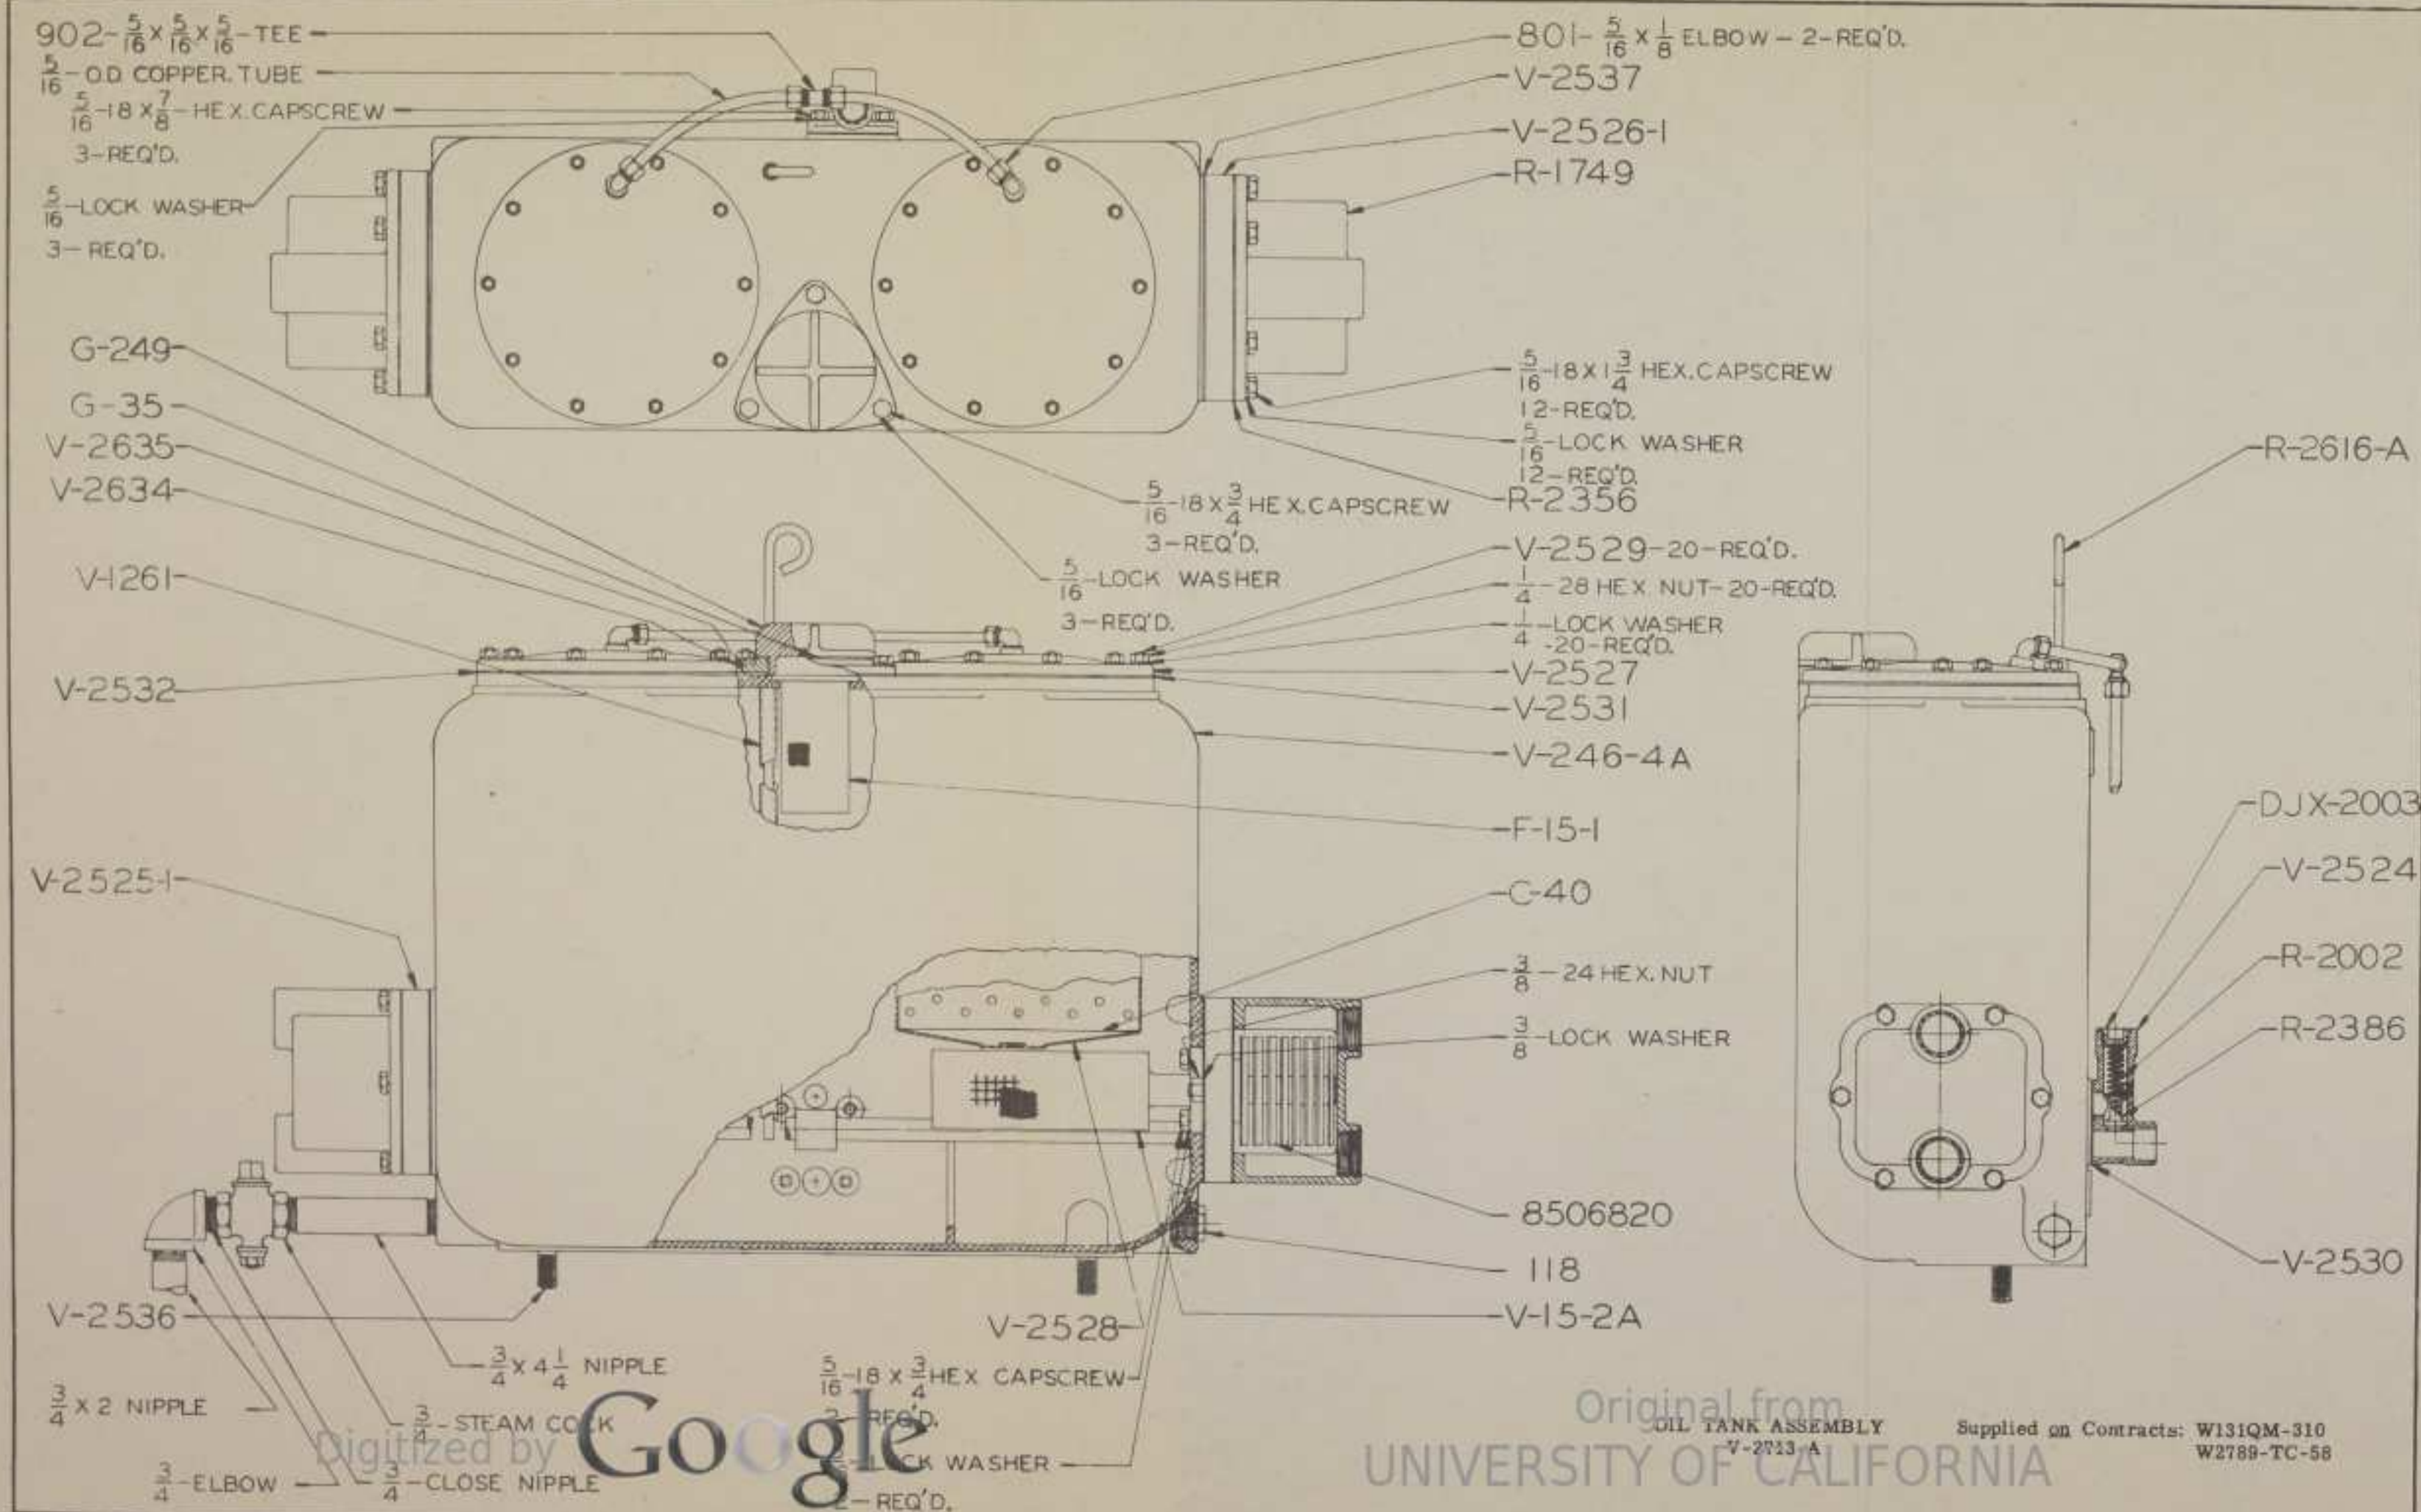 902-5/16 X 5/16 X 5/16-TEE
5/16-O.D COPPER. TUBE
5/16-18 X 7/8-HEX.CAPSCREW
3-REQ'D.
5/16-LOCK WASHER
3-REQ'D.
G-249
G-35
V-2635
V-2634
V-1261
V-2532
V-2525-1
V-2536
3/4 X 2 NIPPLE
3/4-ELBOW
3/4 X 4 1/4 NIPPLE
3/4-STEAM COCK
3/4-CLOSE NIPPLE
801-5/16 X 1/8 ELBOW-2-REQ'D.
V-2537
V-2526-1
R-1749
5/16-18 X 1 3/4 HEX.CAPSCREW
12-REQ'D.
5/16-LOCK WASHER
12-REQ'D.
R-2356
5/16-18 X 3/4 HEX.CAPSCREW
3-REQ'D.
5/16-LOCK WASHER
3-REQ'D.
V-2529-20-REQ'D.
1/4-28 HEX NUT-20-REQ'D.
1/4-LOCK WASHER
-20-REQ'D.
V-2527
V-2531
V-246-4A
F-15-1
C-40
3/8-24 HEX.NUT
3/8-LOCK WASHER
8506820
118
V-15-2A
V-2528
5/16-18 X 3/4 HEX CAPSCREW
REQ'D.
LOCK WASHER
2-REQ'D.
R-2616-A
DJX-2003
V-2524
R-2002
R-2386
V-2530
OIL TANK ASSEMBLY
V-2713-A
Supplied on Contracts: W131QM-310
W2789-TC-58
Digitized by Google
Original from
UNIVERSITY OF CALIFORNIA